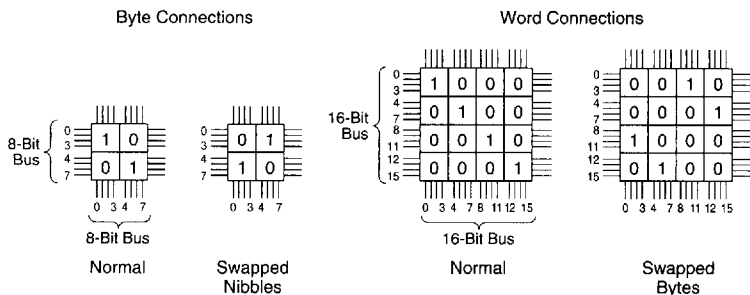 Byte Connections
Word Connections
8-Bit
Bus
0
3
4
7
1 0
0 1
0 3 4 7
8-Bit Bus
Normal
0
3
4
7
0 1
1 0
0 3 4 7
Swapped
Nibbles
16-Bit
Bus
0
3
4
7
8
11
12
15
1 0 0 0
0 1 0 0
0 0 1 0
0 0 0 1
0 3 4 7 8 11 12 15
16-Bit Bus
Normal
0
3
4
7
8
11
12
15
0 0 1 0
0 0 0 1
1 0 0 0
0 1 0 0
0 3 4 7 8 11 12 15
Swapped
Bytes